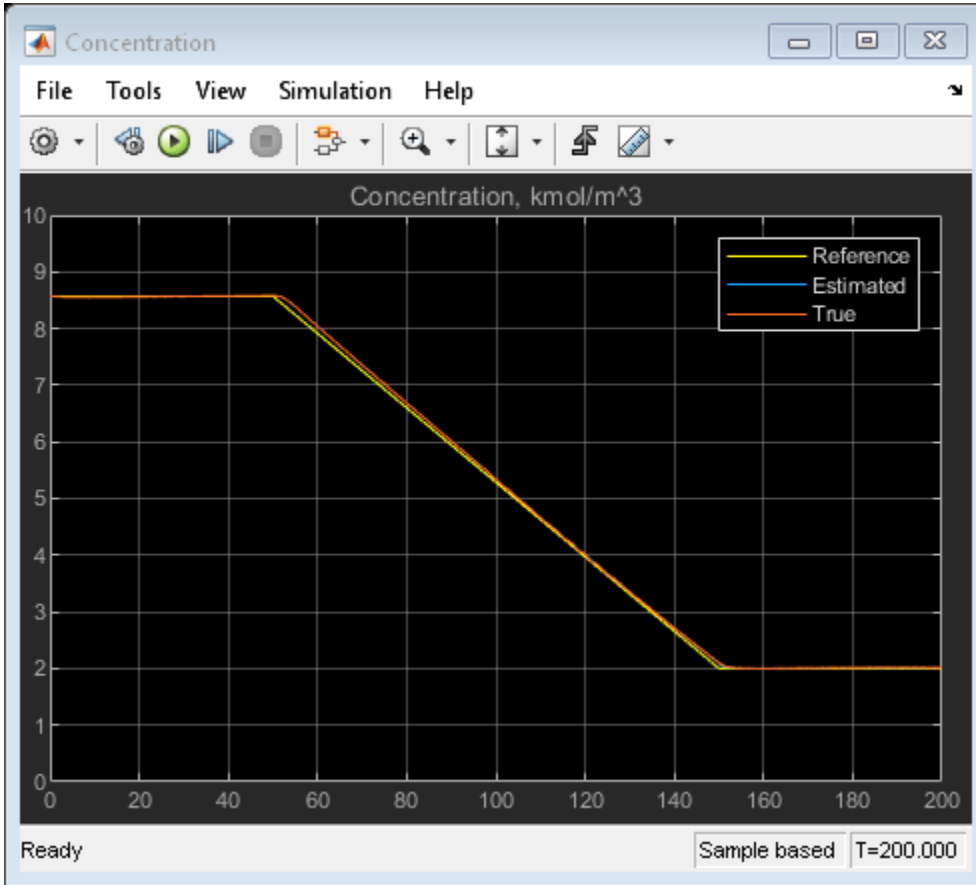 Concentration
File Tools View Simulation Help
Concentration, kmol/m^3
10
9
8
7
6
5
4
3
2
1
0
Reference
Estimated
True
0 20 40 60 80 100 120 140 160 180 200
Ready Sample based T=200.000